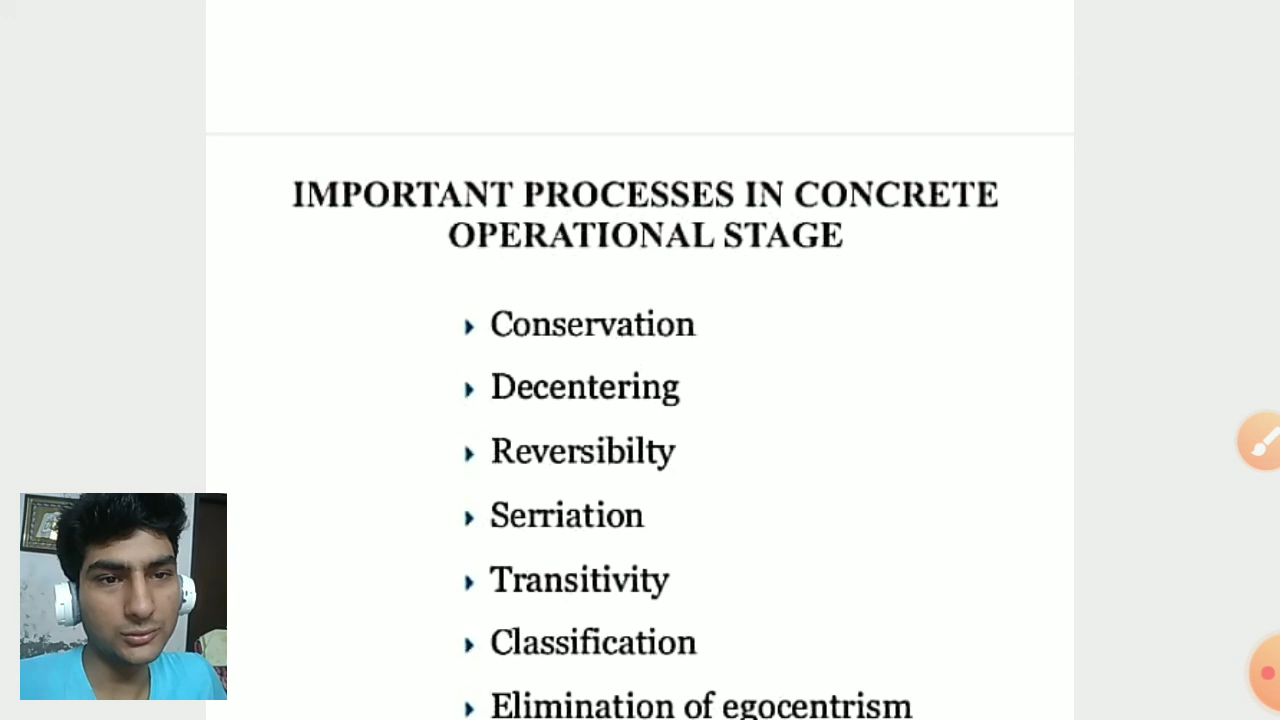 IMPORTANT PROCESSES IN CONCRETE
OPERATIONAL STAGE
Conservation
Decentering
Reversibilty
Serriation
Transitivity
Classification
Elimination of egocentrism